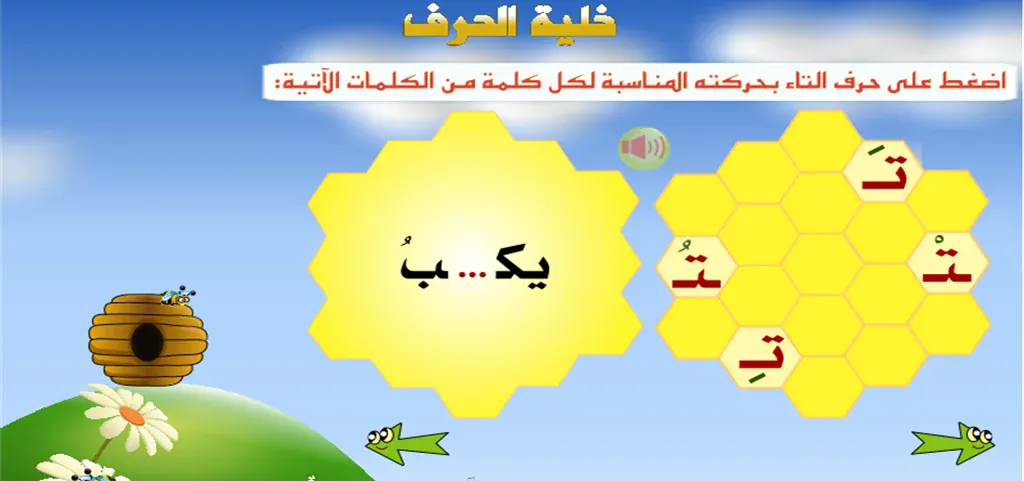 خلية الحرف
اضغط على حرف التاء بحركته المناسبة لكل كلمة من الكلمات الآتية:
يكـ ... ـبُ
تَـ
ـتُـ
ـتْـ
تِـ